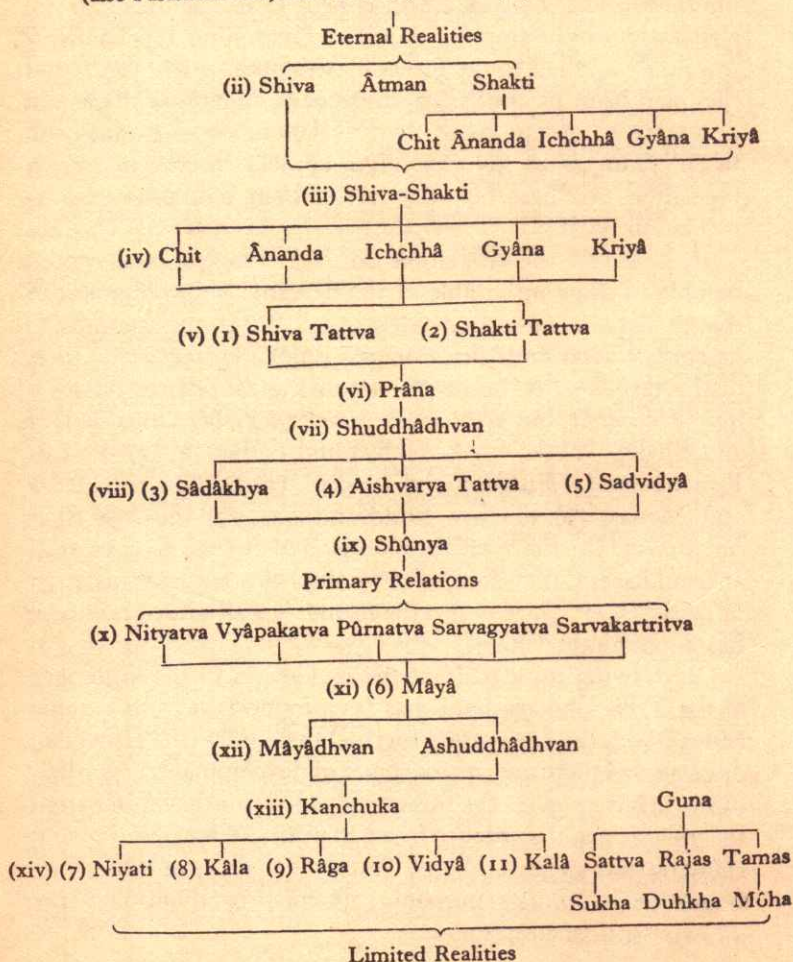 Eternal Realities
(ii) Shiva Âtman Shakti
Chit Ânanda Ichchhâ Gyâna Kriyâ
(iii) Shiva-Shakti
(iv) Chit Ânanda Ichchhâ Gyâna Kriyâ
(v) (1) Shiva Tattva (2) Shakti Tattva
(vi) Prâna
(vii) Shuddhâdhvan
(viii) (3) Sâdâkhya (4) Aishvarya Tattva (5) Sadvidyâ
(ix) Shûnya
Primary Relations
(x) Nityatva Vyâpakatva Pûrnatva Sarvagyatva Sarvakartritva
(xi) (6) Mâyâ
(xii) Mâyâdhvan Ashuddhâdhvan
(xiii) Kanchuka
Guna
(xiv) (7) Niyati (8) Kâla (9) Râga (10) Vidyâ (11) Kalâ Sattva Rajas Tamas
Sukha Duhkha Môha
Limited Realities